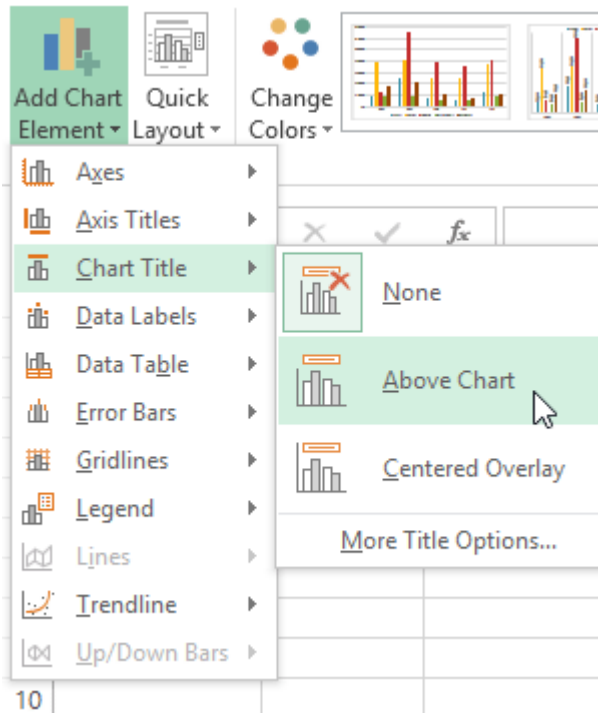 Add Chart
Element
Quick
Layout
Change
Colors
Axes
Axis Titles
Chart Title
Data Labels
Data Table
Error Bars
Gridlines
Legend
Lines
Trendline
Up/Down Bars
fx
None
Above Chart
Centered Overlay
More Title Options...
10